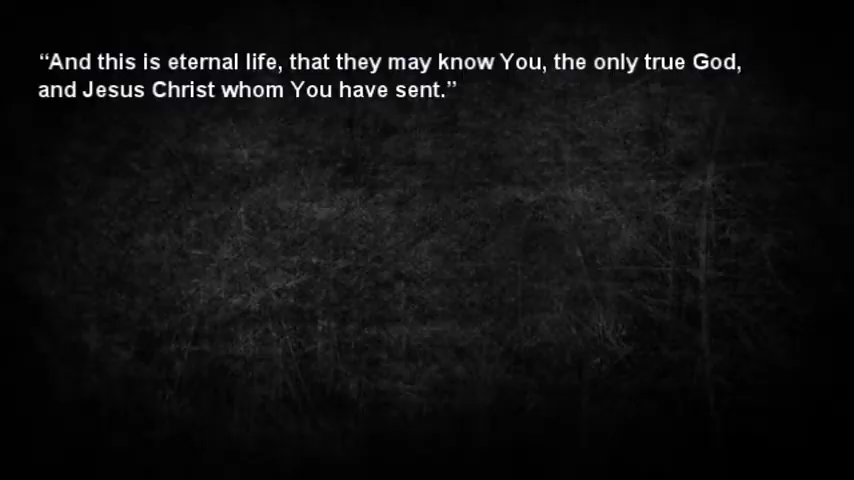 “And this is eternal life, that they may know You, the only true God,
and Jesus Christ whom You have sent.”